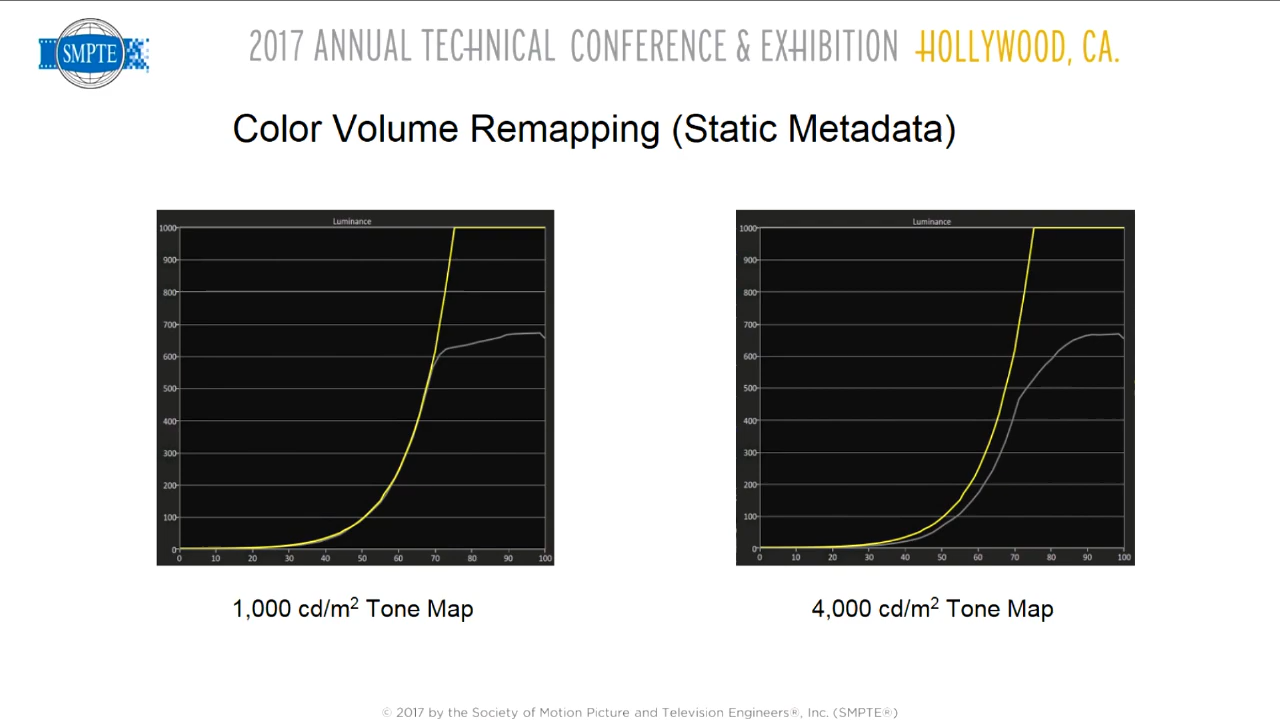 SMPTE
2017 ANNUAL TECHNICAL CONFERENCE & EXHIBITION HOLLYWOOD, CA.
Color Volume Remapping (Static Metadata)
Luminance
1000
900
800
700
600
500
400
300
200
100
0
0 10 20 30 40 50 60 70 80 90 100
1,000 cd/m² Tone Map
Luminance
1000
900
800
700
600
500
400
300
200
100
0
0 10 20 30 40 50 60 70 80 90 100
4,000 cd/m² Tone Map
© 2017 by the Society of Motion Picture and Television Engineers®, Inc. (SMPTE®)